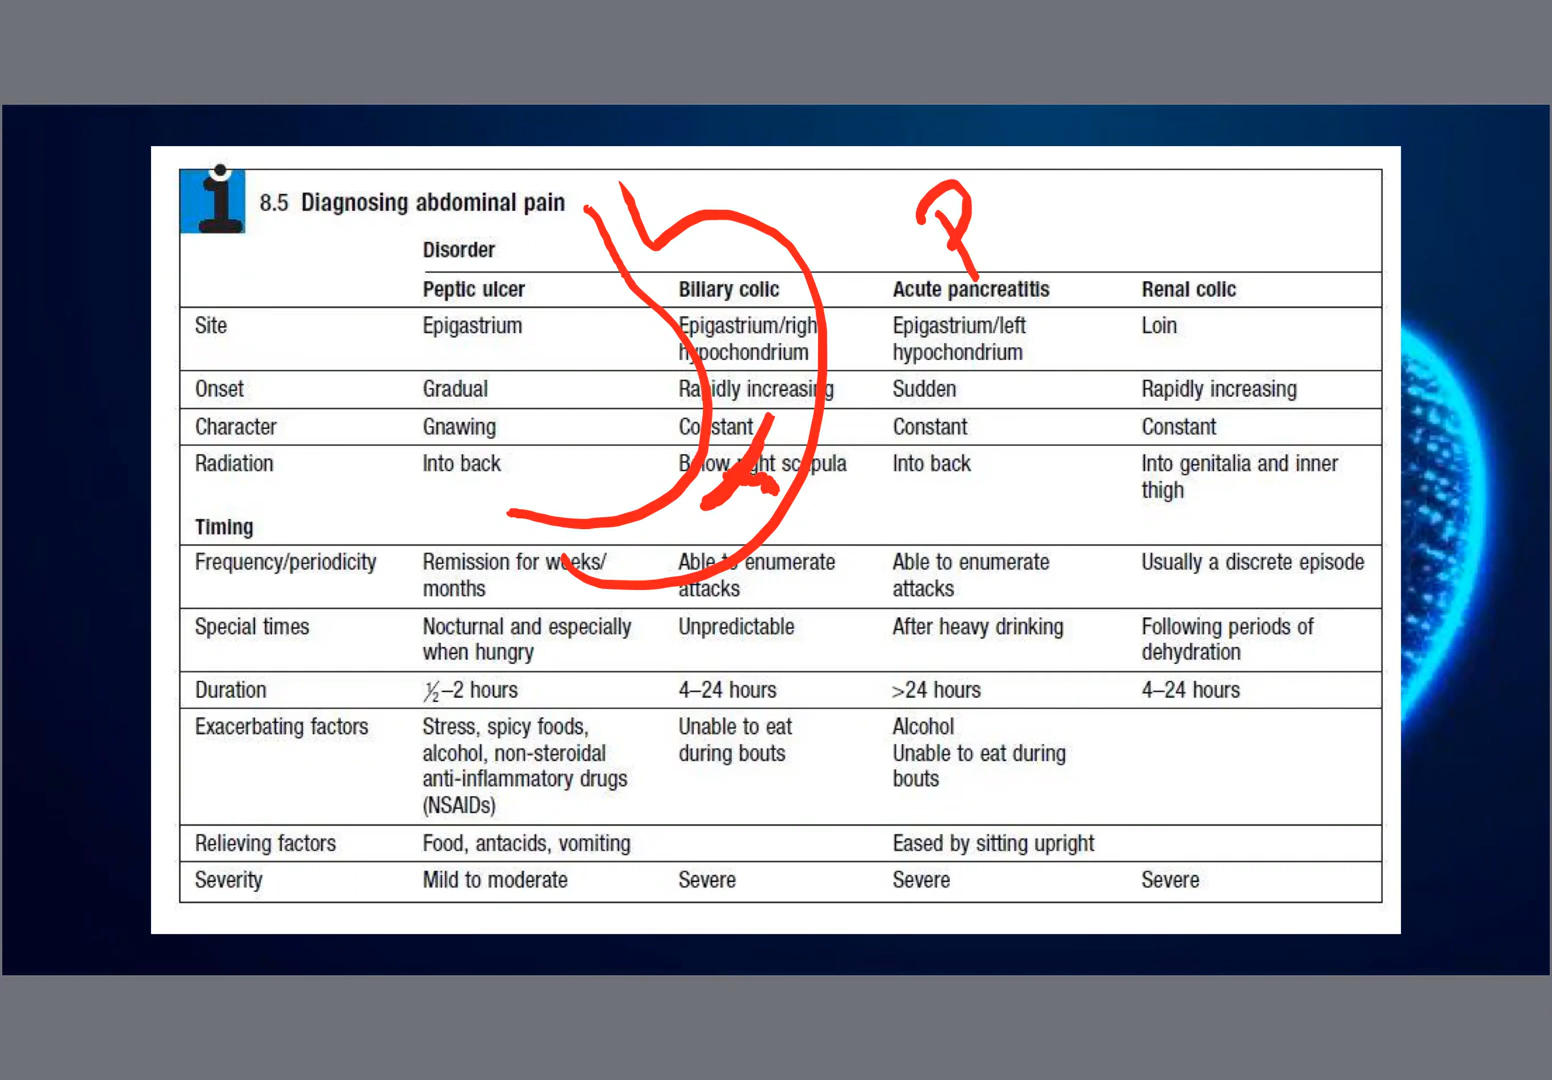 8.5 Diagnosing abdominal pain
Disorder
Peptic ulcer Biliary colic Acute pancreatitis Renal colic
Site Epigastrium Epigastrium/righ Epigastrium/left Loin
hypochondrium hypochondrium
Onset Gradual Rapidly increasing Sudden Rapidly increasing
Character Gnawing Constant Constant Constant
Radiation Into back Below right scapula Into back Into genitalia and inner
thigh
Timing
Frequency/periodicity Remission for weeks/ Able to enumerate Able to enumerate Usually a discrete episode
months attacks attacks
Special times Nocturnal and especially Unpredictable After heavy drinking Following periods of
when hungry dehydration
Duration ½–2 hours 4–24 hours >24 hours 4–24 hours
Exacerbating factors Stress, spicy foods, Unable to eat Alcohol
alcohol, non-steroidal during bouts Unable to eat during
anti-inflammatory drugs bouts
(NSAIDs)
Relieving factors Food, antacids, vomiting Eased by sitting upright
Severity Mild to moderate Severe Severe Severe